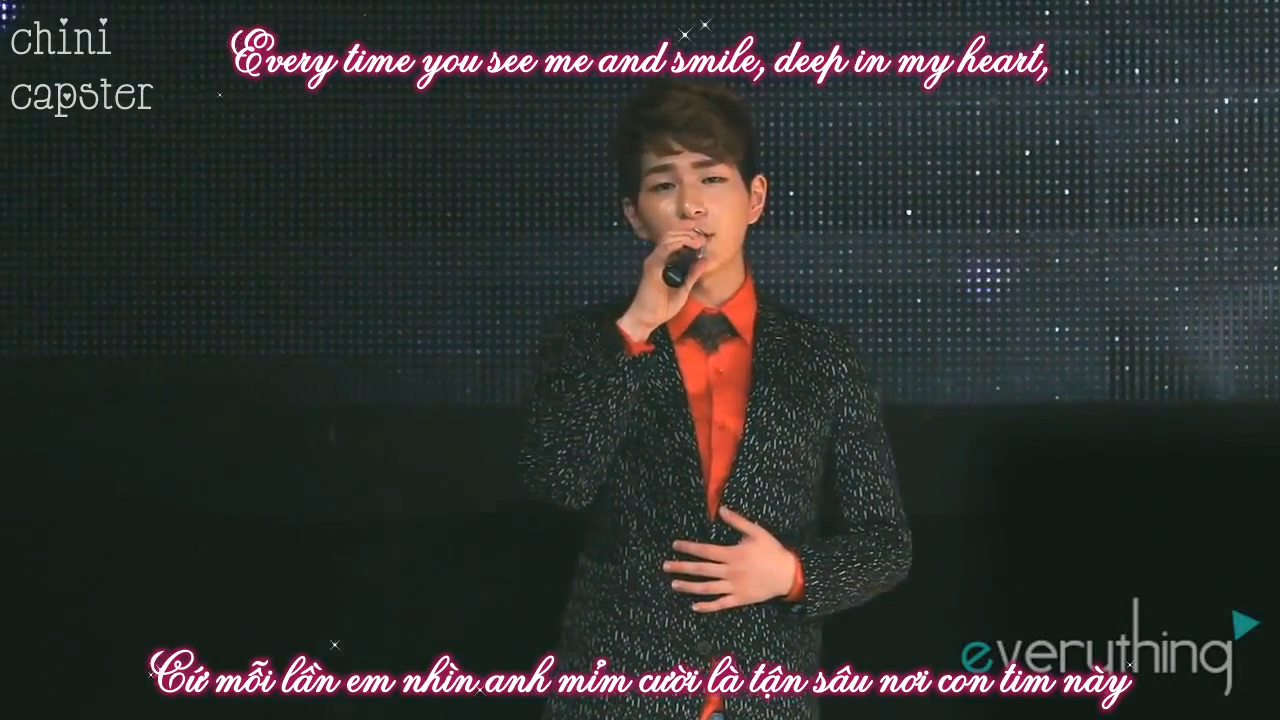 chini
capster
Every time you see me and smile, deep in my heart,
everything
Cứ mỗi lần em nhìn anh mỉm cười là tận sâu nơi con tim này